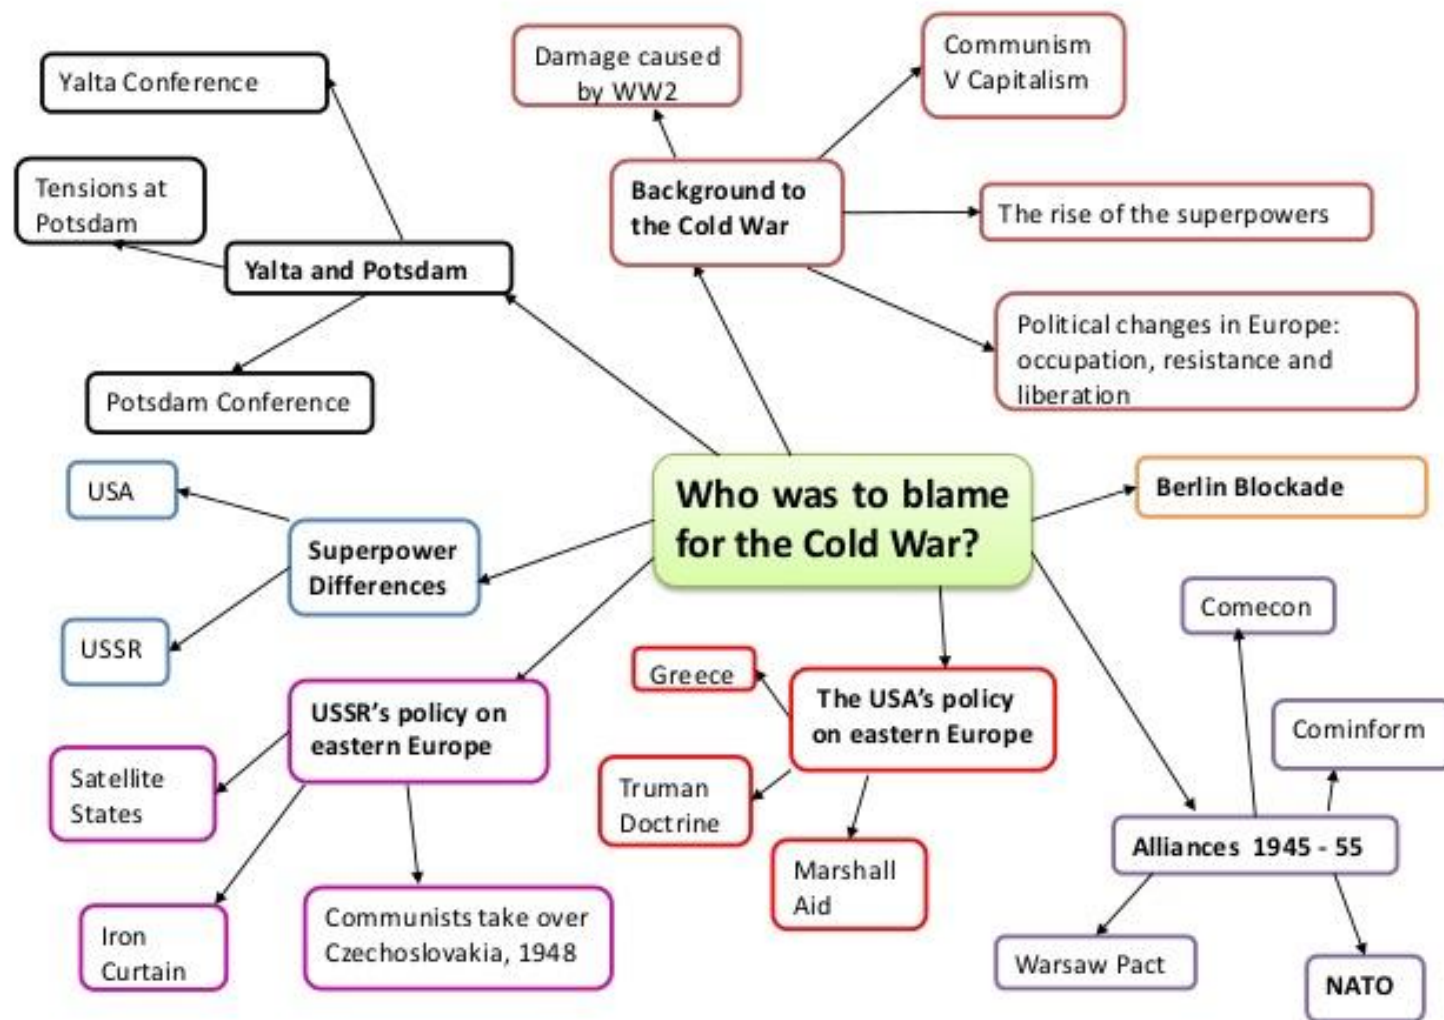 Yalta Conference
Tensions at
Potsdam
Yalta and Potsdam
Potsdam Conference
Damage caused
by WW2
Communism
V Capitalism
Background to
the Cold War
The rise of the superpowers
Political changes in Europe:
occupation, resistance and
liberation
Who was to blame
for the Cold War?
Berlin Blockade
USA
Superpower
Differences
USSR
USSR’s policy on
eastern Europe
Satellite
States
Iron
Curtain
Communists take over
Czechoslovakia, 1948
Greece
The USA’s policy
on eastern Europe
Truman
Doctrine
Marshall
Aid
Comecon
Cominform
Alliances 1945 - 55
Warsaw Pact
NATO